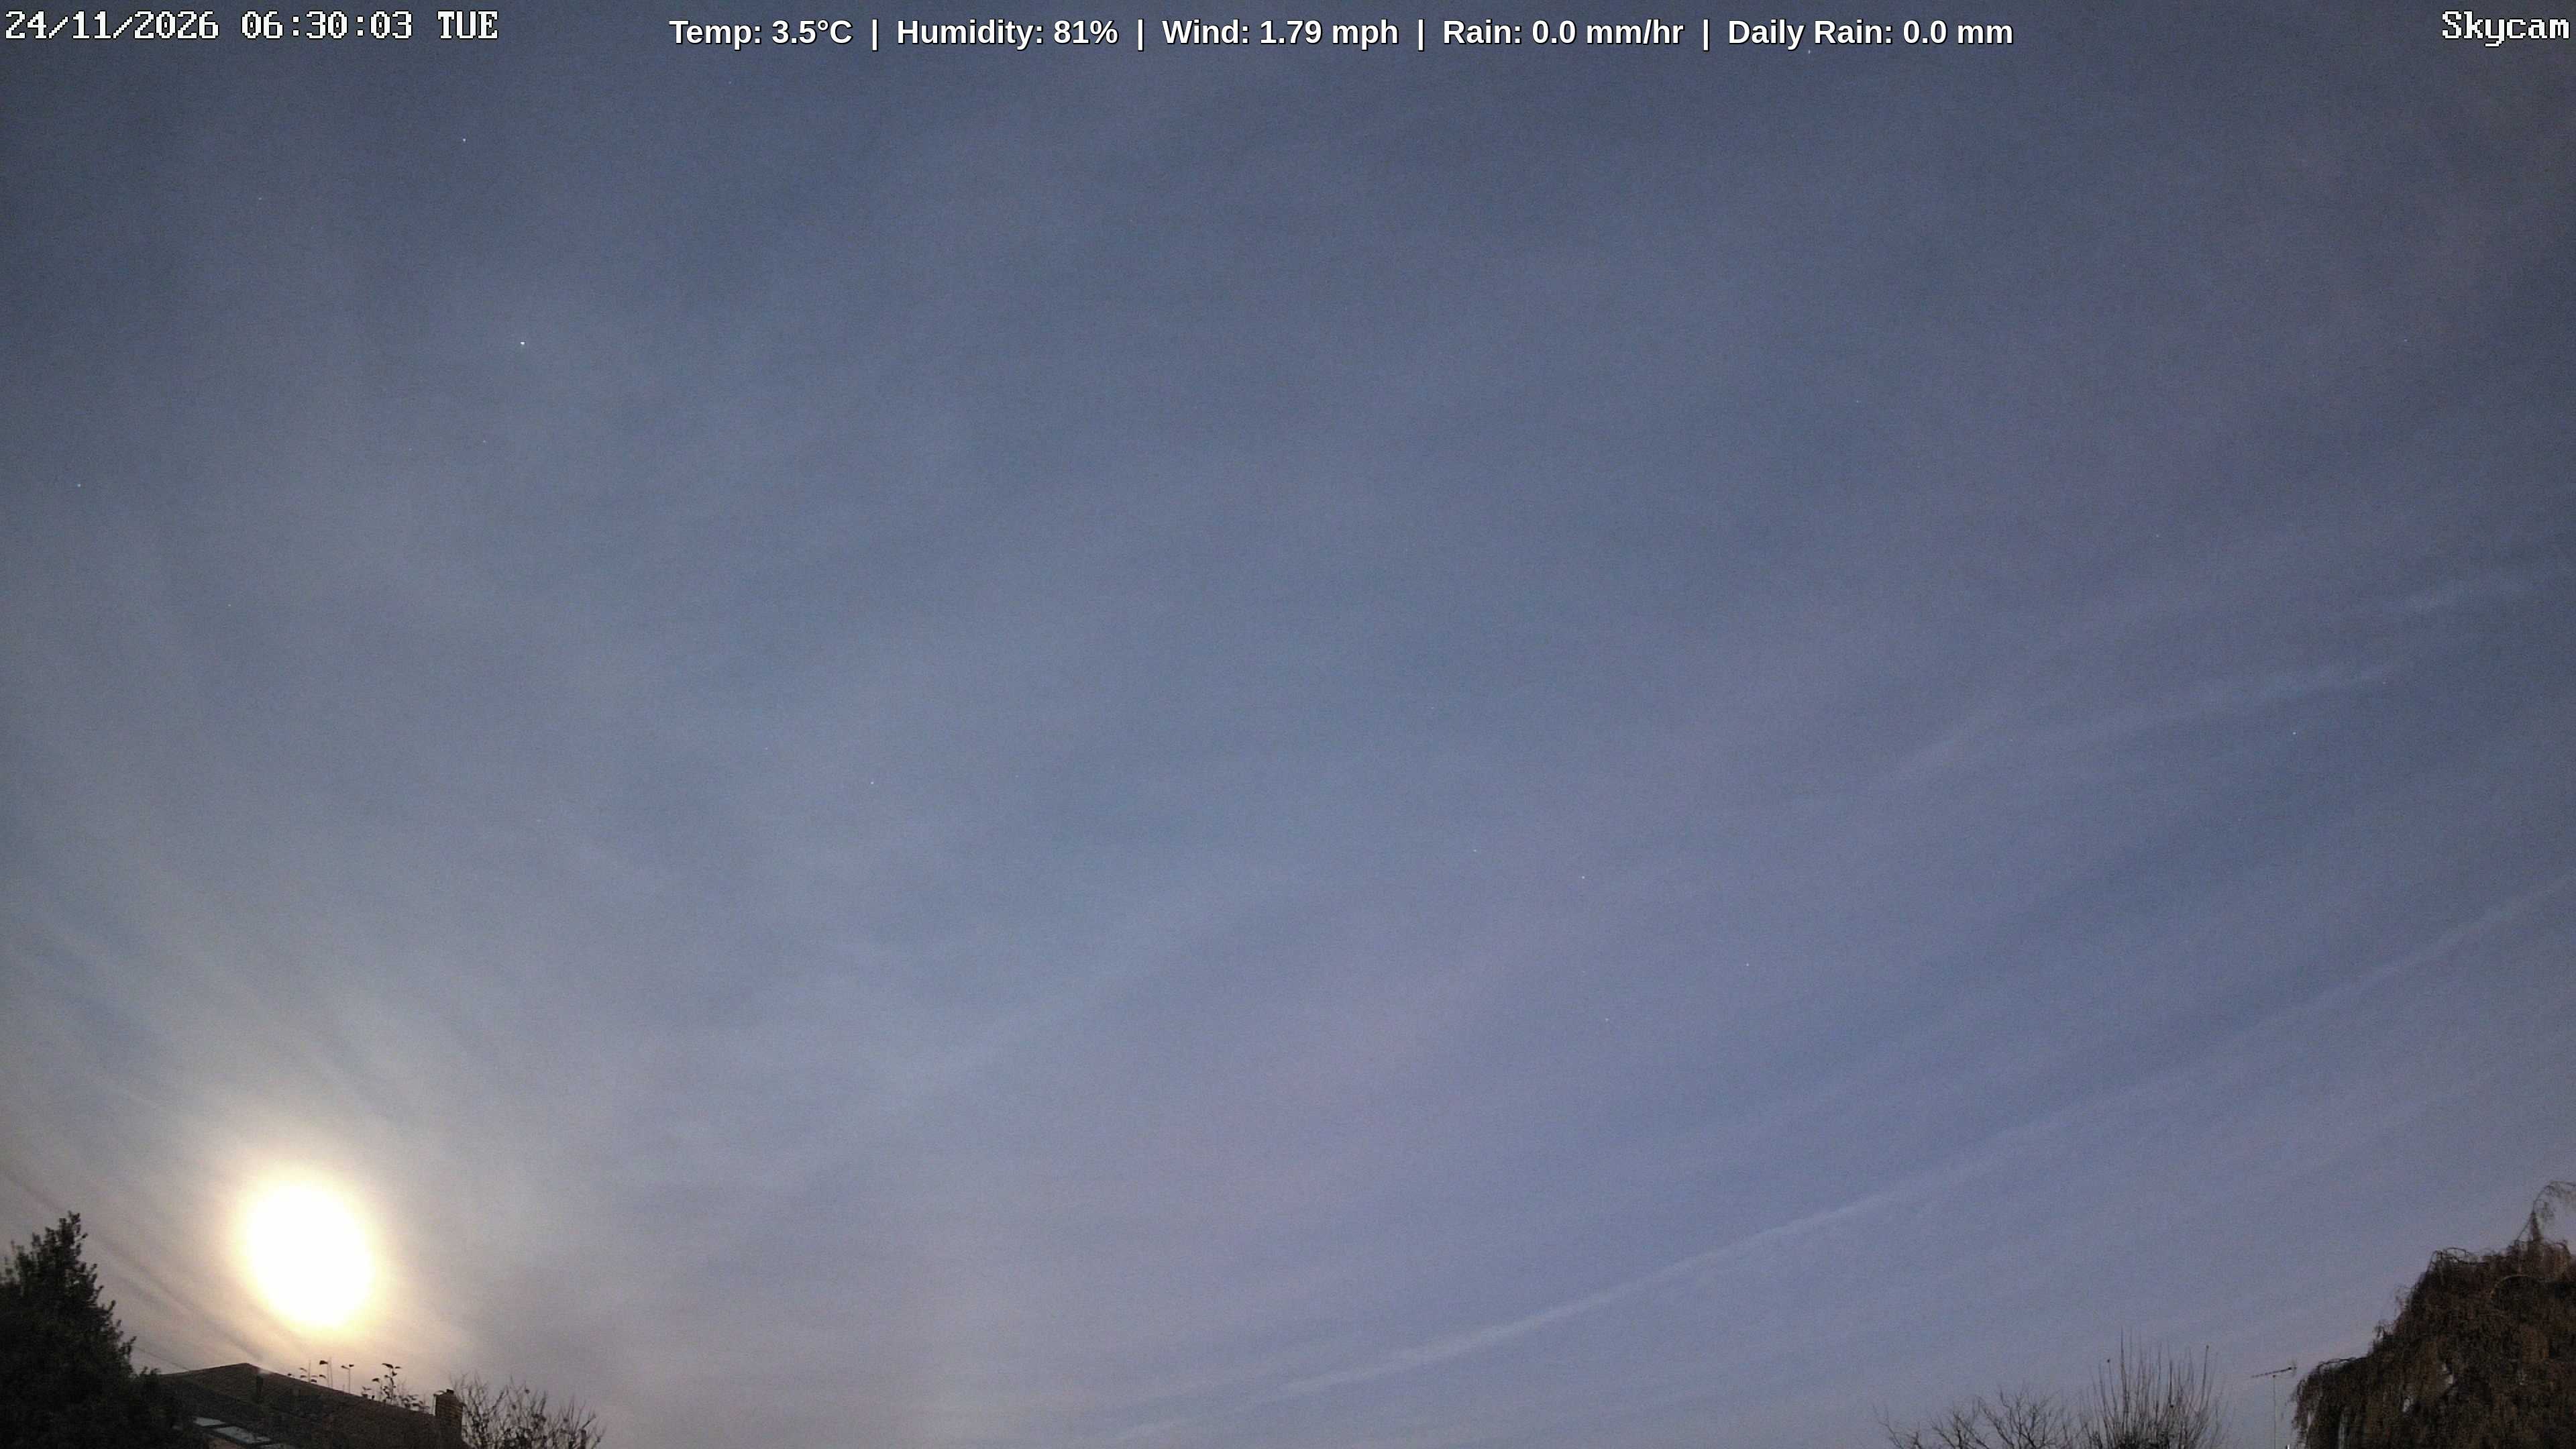 24/11/2026 06:30:03 TUE
Temp: 3.5°C | Humidity: 81% | Wind: 1.79 mph | Rain: 0.0 mm/hr | Daily Rain: 0.0 mm
Skycam